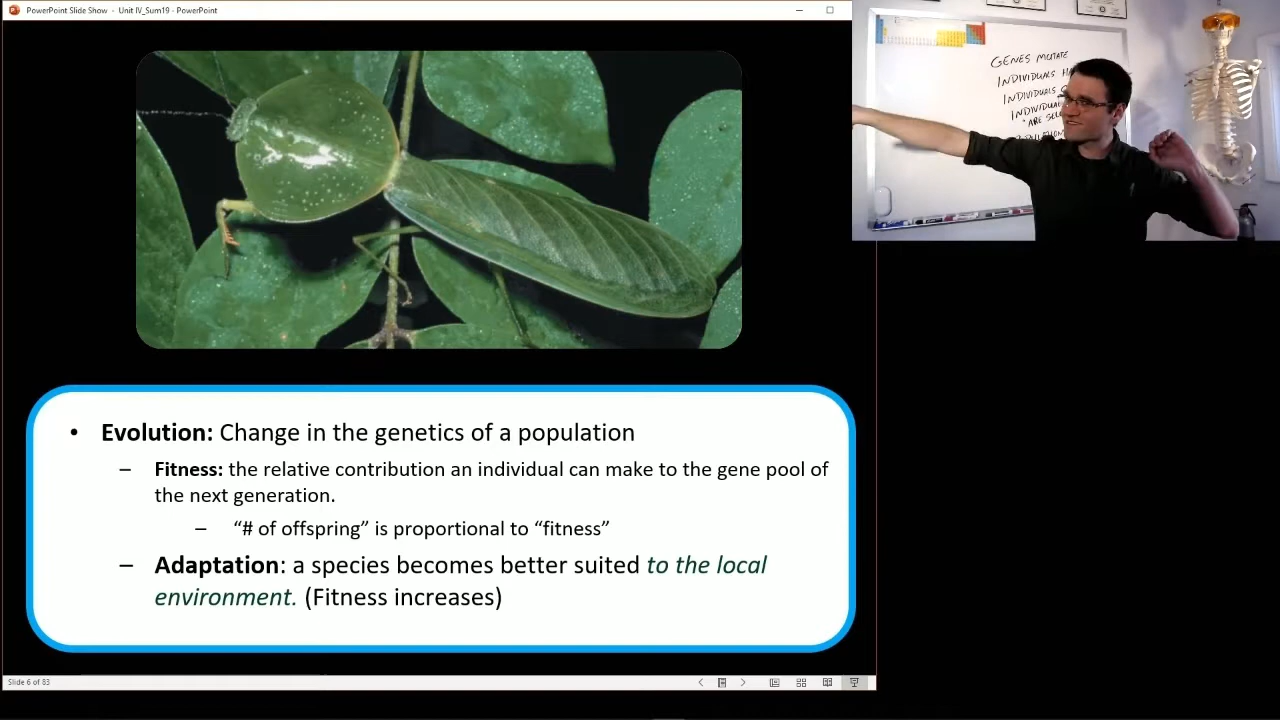 PowerPoint Slide Show - Unit IV_Sum19 - PowerPoint
GENES MUTATE
INDIVIDUALS
INDIVIDUALS
"ARE
• Evolution: Change in the genetics of a population
– Fitness: the relative contribution an individual can make to the gene pool of
the next generation.
– “# of offspring” is proportional to “fitness”
– Adaptation: a species becomes better suited to the local
environment. (Fitness increases)
Slide 6 of 83